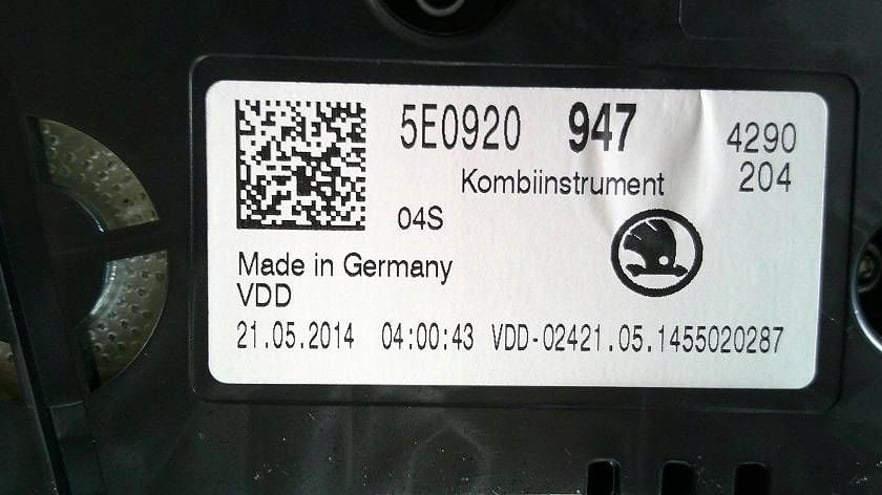 5E0920 947 4290
Kombiinstrument 204
04S
Made in Germany
VDD
21.05.2014 04:00:43 VDD-02421.05.1455020287